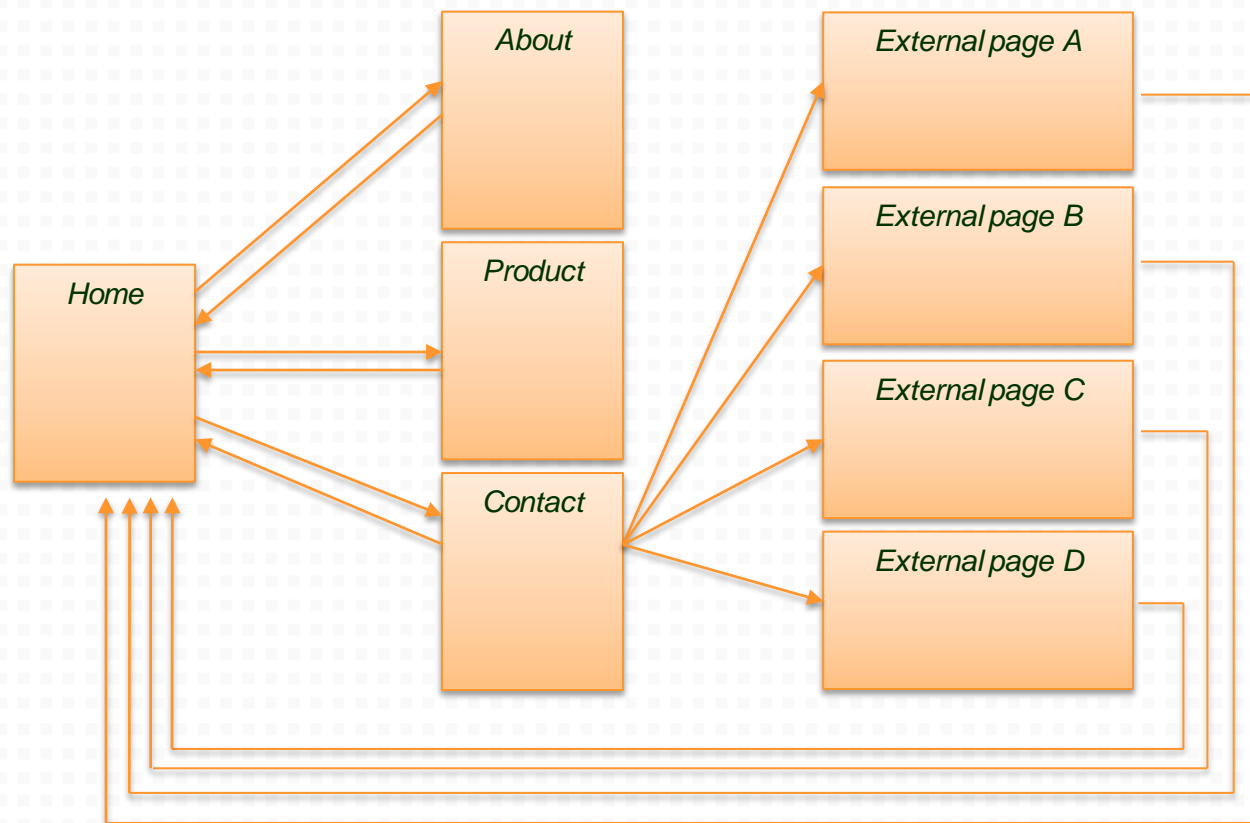 About
External page A
External page B
Home
Product
External page C
Contact
External page D